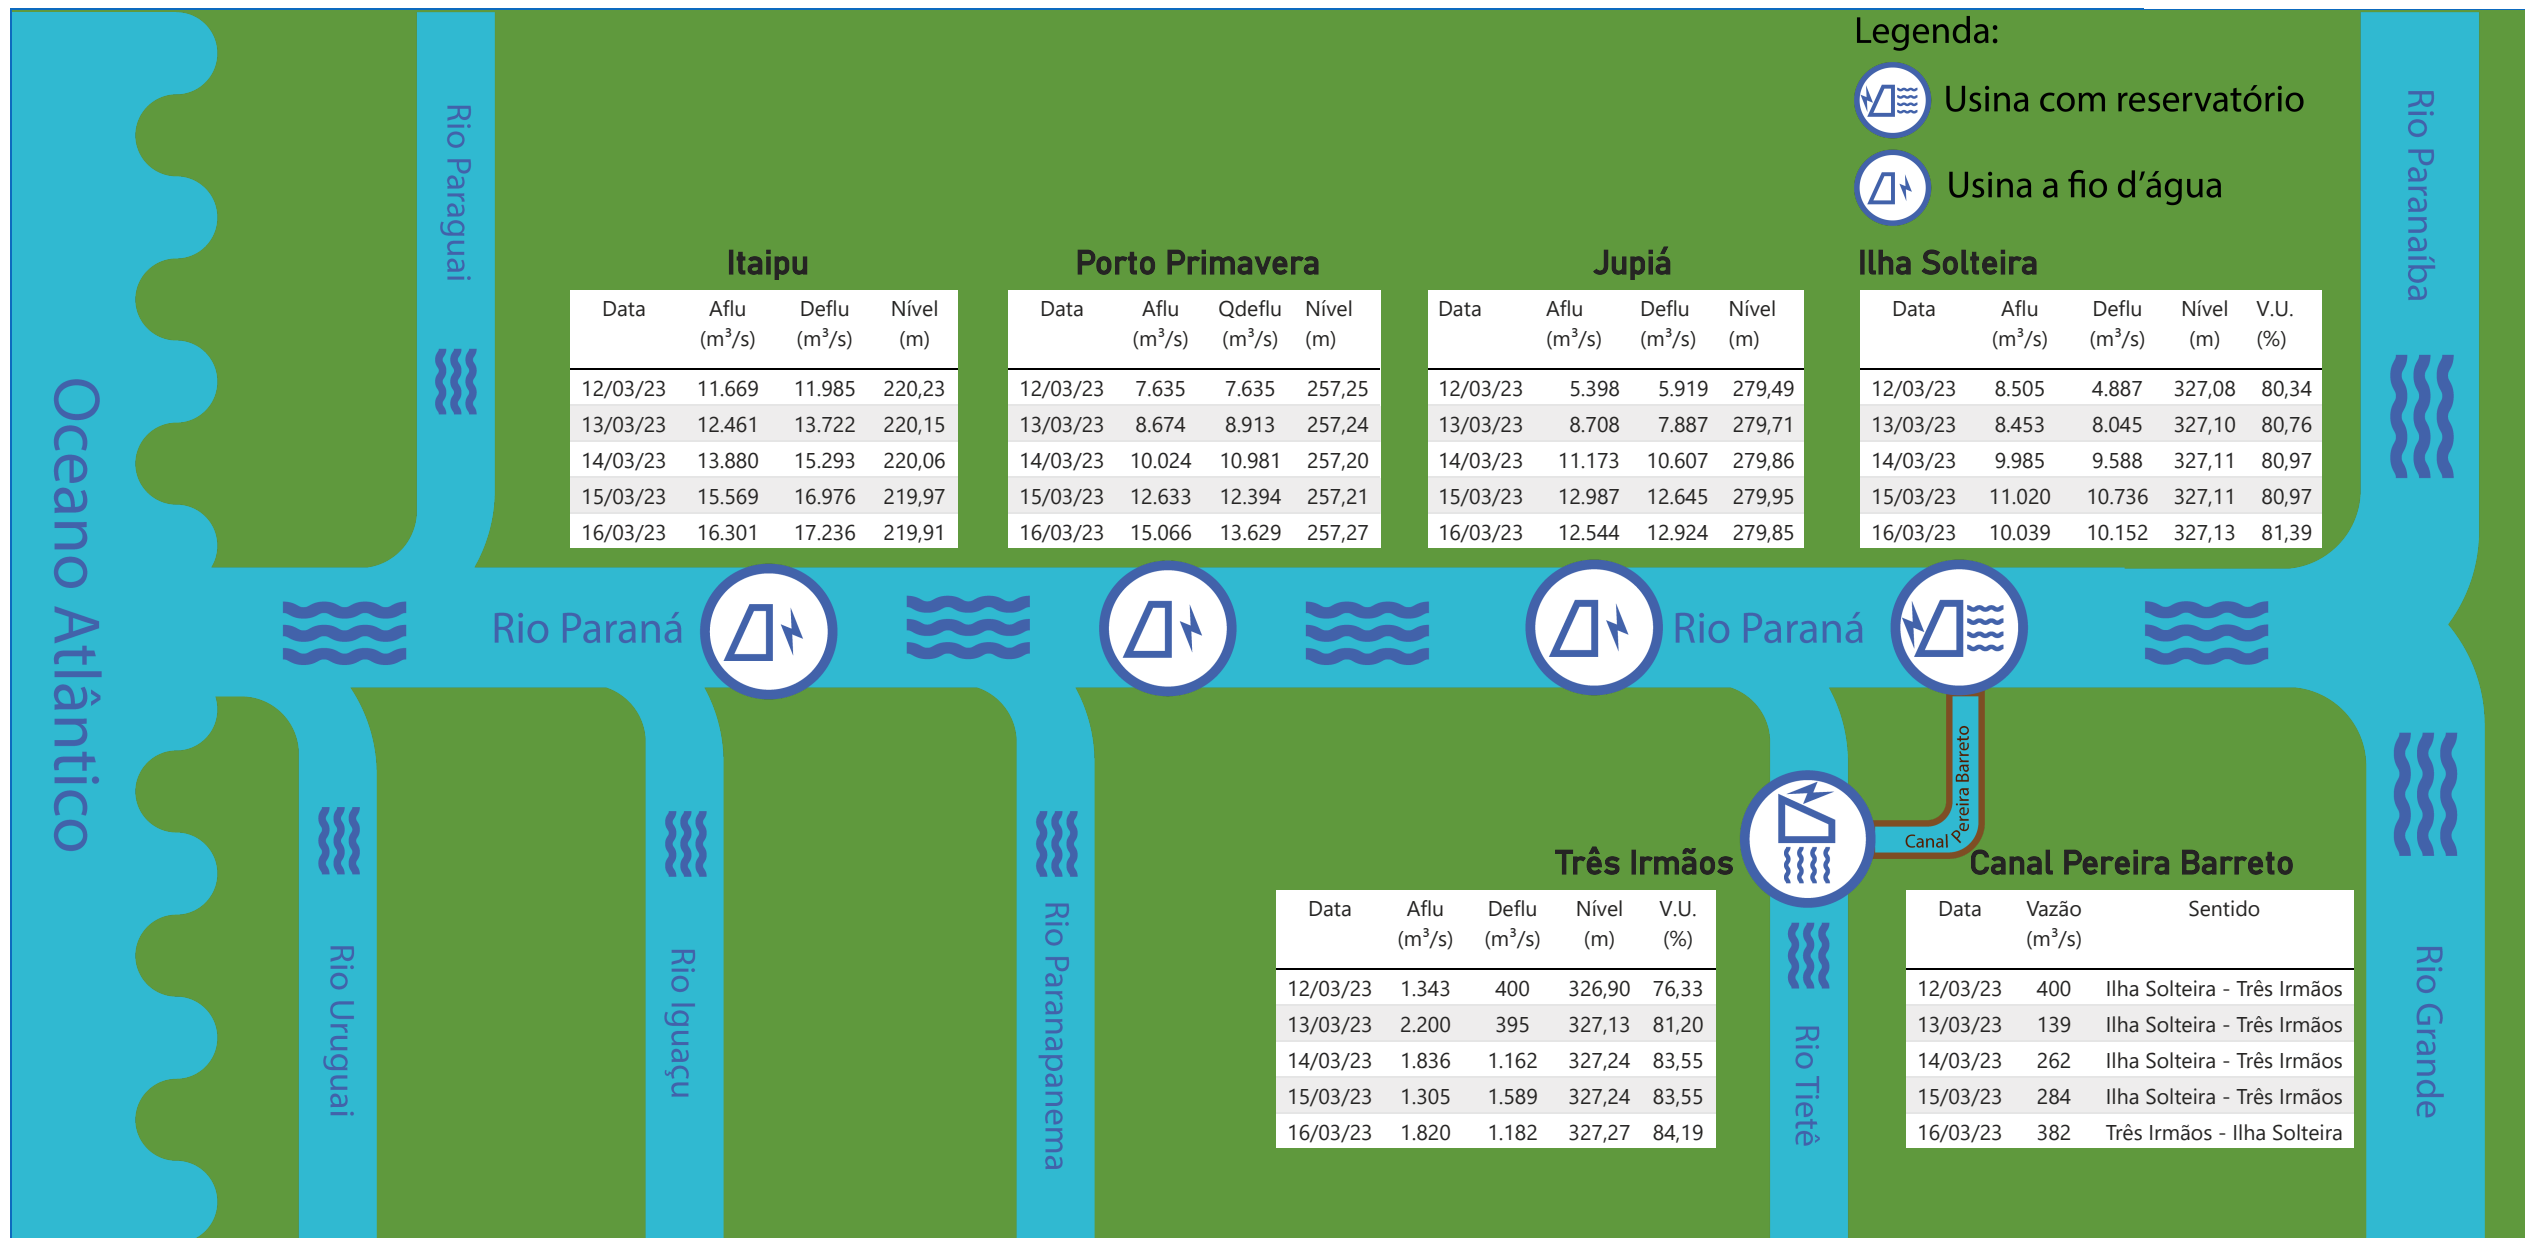 Legenda:
Usina com reservatório
Usina a fio d'água
Oceano Atlântico
Rio Paraguai
Rio Paranaíba
Itaipu
Data Aflu Deflu Nível
(m³/s) (m³/s) (m)
12/03/23 11.669 11.985 220,23
13/03/23 12.461 13.722 220,15
14/03/23 13.880 15.293 220,06
15/03/23 15.569 16.976 219,97
16/03/23 16.301 17.236 219,91
Porto Primavera
Data Aflu Qdeflu Nível
(m³/s) (m³/s) (m)
12/03/23 7.635 7.635 257,25
13/03/23 8.674 8.913 257,24
14/03/23 10.024 10.981 257,20
15/03/23 12.633 12.394 257,21
16/03/23 15.066 13.629 257,27
Jupiá
Data Aflu Deflu Nível
(m³/s) (m³/s) (m)
12/03/23 5.398 5.919 279,49
13/03/23 8.708 7.887 279,71
14/03/23 11.173 10.607 279,86
15/03/23 12.987 12.645 279,95
16/03/23 12.544 12.924 279,85
Ilha Solteira
Data Aflu Deflu Nível V.U.
(m³/s) (m³/s) (m) (%)
12/03/23 8.505 4.887 327,08 80,34
13/03/23 8.453 8.045 327,10 80,76
14/03/23 9.985 9.588 327,11 80,97
15/03/23 11.020 10.736 327,11 80,97
16/03/23 10.039 10.152 327,13 81,39
Rio Paraná
Rio Paraná
Canal Pereira Barreto
Três Irmãos
Data Aflu Deflu Nível V.U.
(m³/s) (m³/s) (m) (%)
12/03/23 1.343 400 326,90 76,33
13/03/23 2.200 395 327,13 81,20
14/03/23 1.836 1.162 327,24 83,55
15/03/23 1.305 1.589 327,24 83,55
16/03/23 1.820 1.182 327,27 84,19
Canal Pereira Barreto
Data Vazão Sentido
(m³/s)
12/03/23 400 Ilha Solteira - Três Irmãos
13/03/23 139 Ilha Solteira - Três Irmãos
14/03/23 262 Ilha Solteira - Três Irmãos
15/03/23 284 Ilha Solteira - Três Irmãos
16/03/23 382 Três Irmãos - Ilha Solteira
Rio Uruguai
Rio Iguaçu
Rio Paranapanema
Rio Tietê
Rio Grande